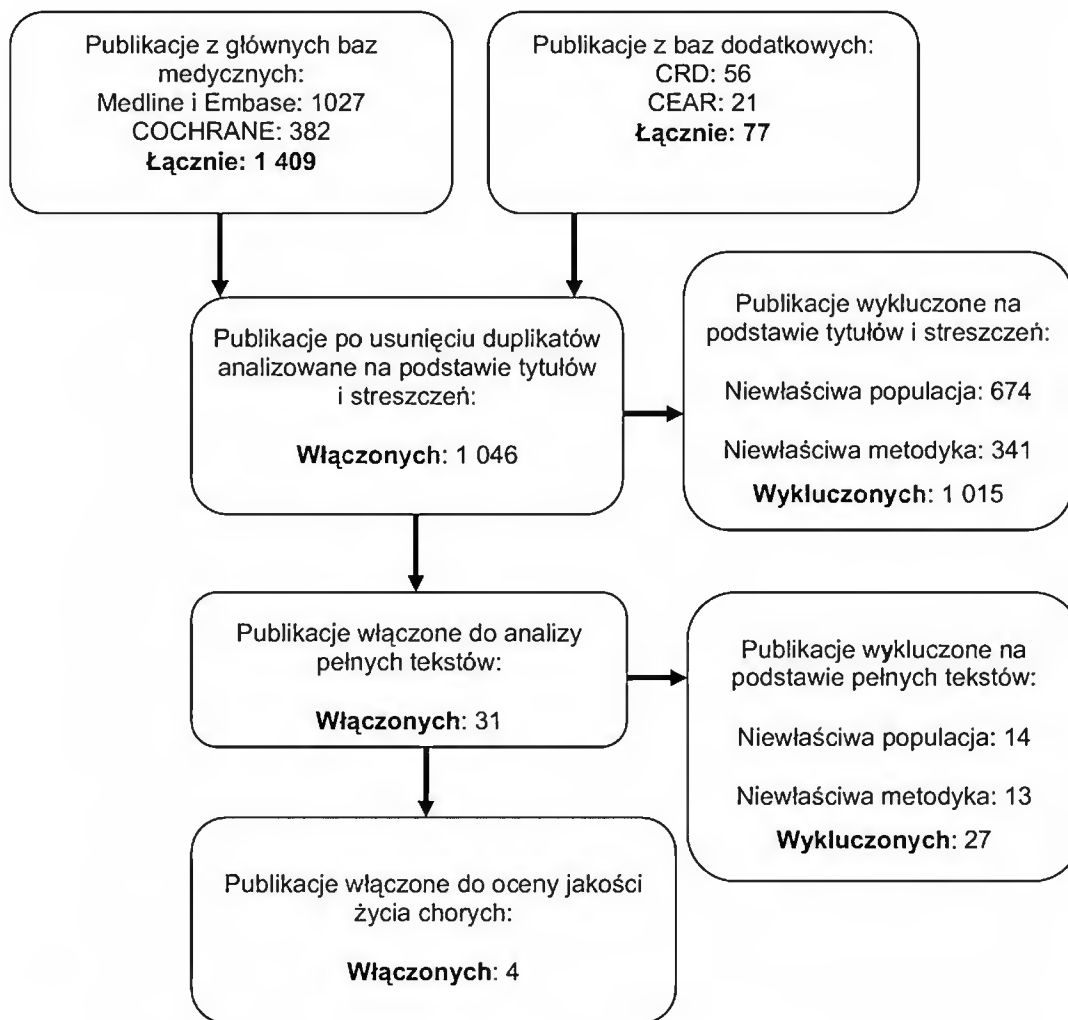 Publikacje z głównych baz
medycznych:
Medline i Embase: 1027
COCHRANE: 382
Łącznie: 1 409
Publikacje z baz dodatkowych:
CRD: 56
CEAR: 21
Łącznie: 77
Publikacje po usunięciu duplikatów
analizowane na podstawie tytułów
i streszczeń:
Włączonych: 1 046
Publikacje wykluczone na
podstawie tytułów i streszczeń:
Niewłaściwa populacja: 674
Niewłaściwa metodyka: 341
Wykluczonych: 1 015
Publikacje włączone do analizy
pełnych tekstów:
Włączonych: 31
Publikacje wykluczone na
podstawie pełnych tekstów:
Niewłaściwa populacja: 14
Niewłaściwa metodyka: 13
Wykluczonych: 27
Publikacje włączone do oceny jakości
życia chorych:
Włączonych: 4